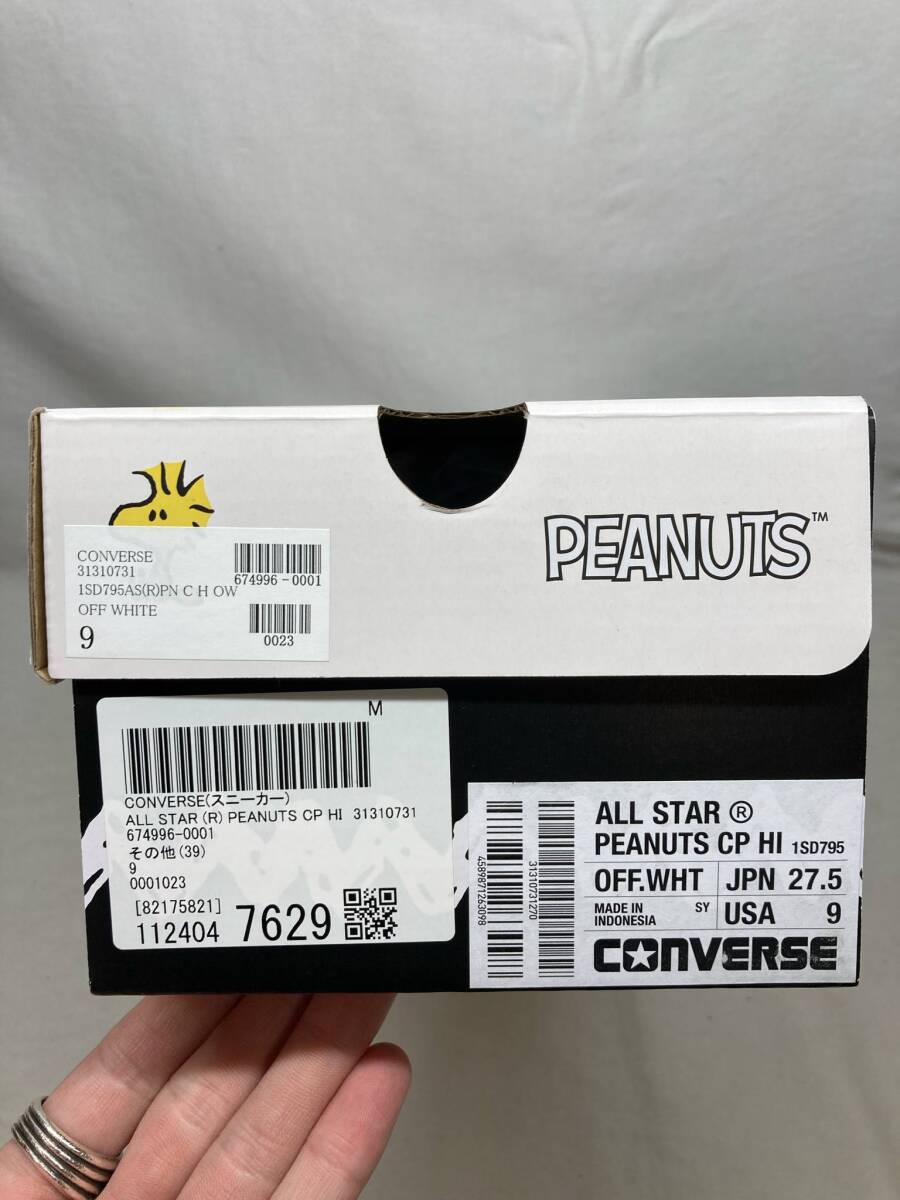 PEANUTS™
CONVERSE
31310731
674996-0001
1SD795AS(R)PN C H OW
OFF WHITE
9
0023
M
CONVERSE(スニーカー)
ALL STAR (R) PEANUTS CP HI 31310731
674996-0001
その他(39)
9
0001023
[82175821]
112404 7629
4589871263098
31310731270
ALL STAR ®
PEANUTS CP HI 1SD795
OFF.WHT JPN 27.5
MADE IN INDONESIA SY USA 9
CONVERSE